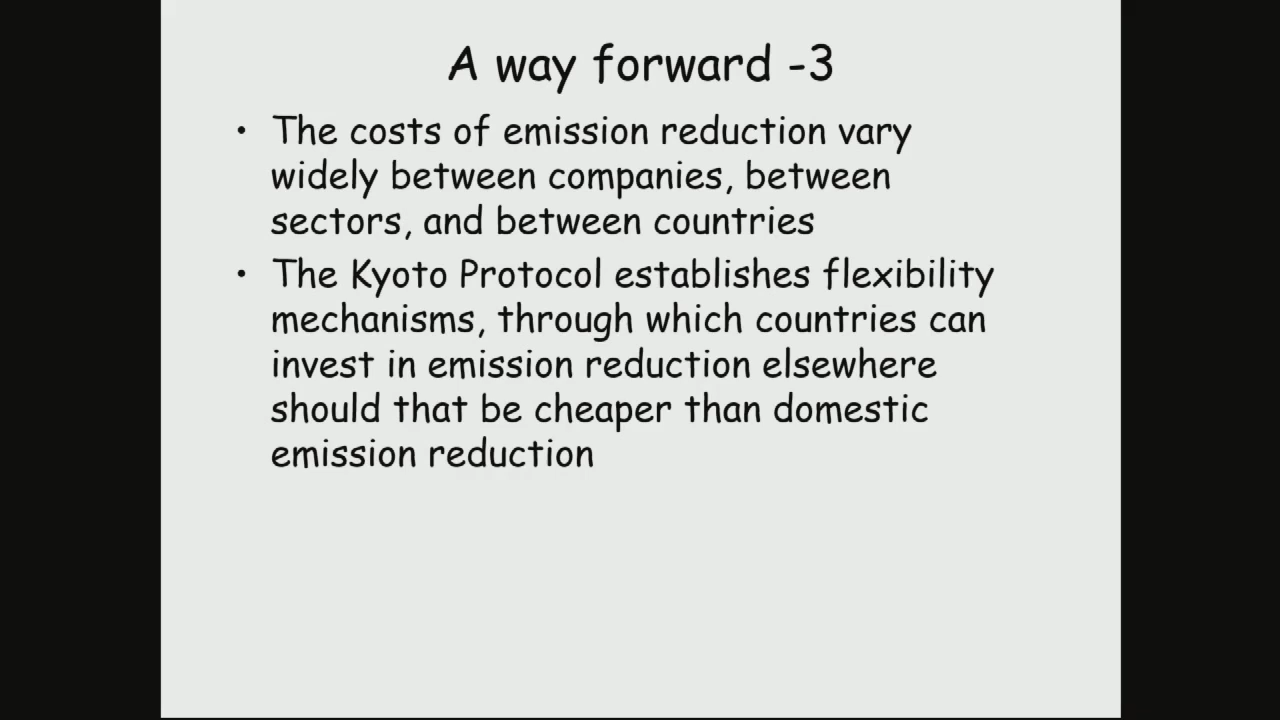 A way forward -3
• The costs of emission reduction vary
widely between companies, between
sectors, and between countries
• The Kyoto Protocol establishes flexibility
mechanisms, through which countries can
invest in emission reduction elsewhere
should that be cheaper than domestic
emission reduction